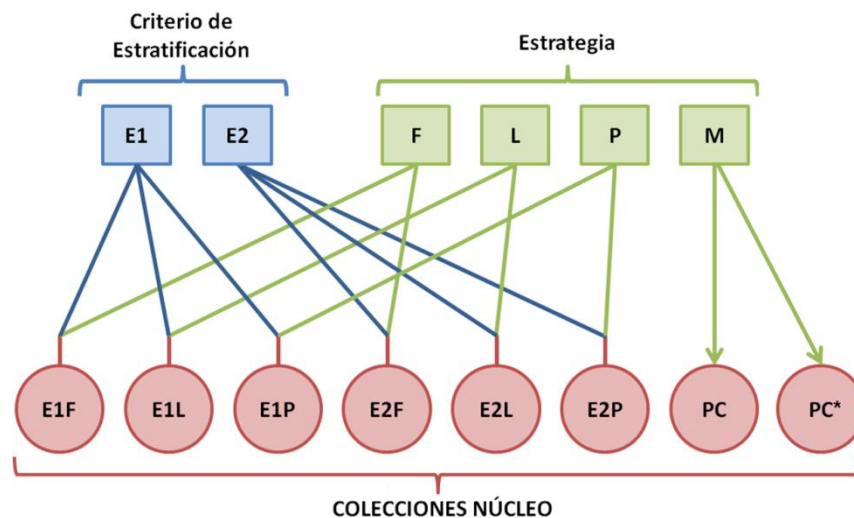 Criterio de
Estratificación
Estrategia
E1 E2 F L P M
E1F E1L E1P E2F E2L E2P PC PC*
COLECCIONES NÚCLEO